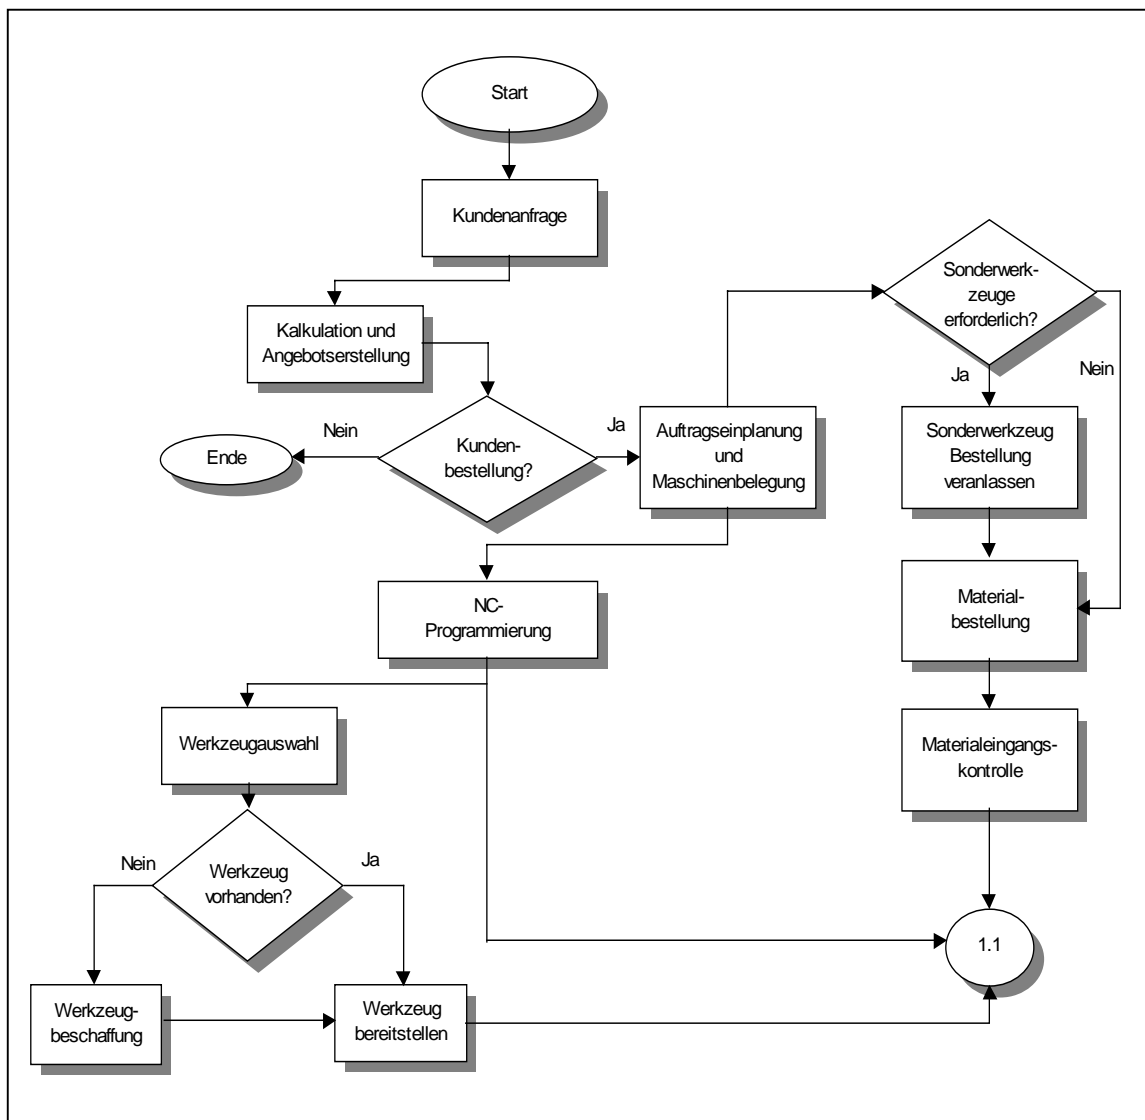 Start
Kundenanfrage
Kalkulation und
Angebotserstellung
Kunden-
bestellung?
Nein
Ende
Ja
Auftragseinplanung
und
Maschinenbelegung
Sonderwerk-
zeuge
erforderlich?
Ja
Nein
Sonderwerkzeug
Bestellung
veranlassen
Material-
bestellung
Materialeingangs-
kontrolle
NC-
Programmierung
Werkzeugauswahl
Werkzeug
vorhanden?
Nein
Ja
Werkzeug-
beschaffung
Werkzeug
bereitstellen
1.1